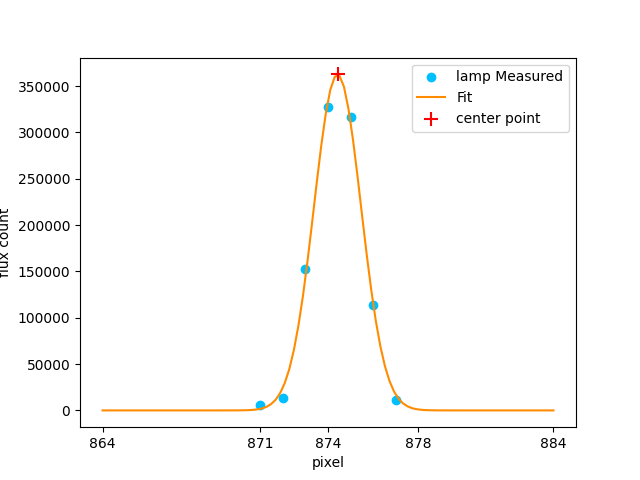 lamp Measured
Fit
center point
350000
300000
250000
200000
150000
100000
50000
0
flux count
864
871
874
878
884
pixel